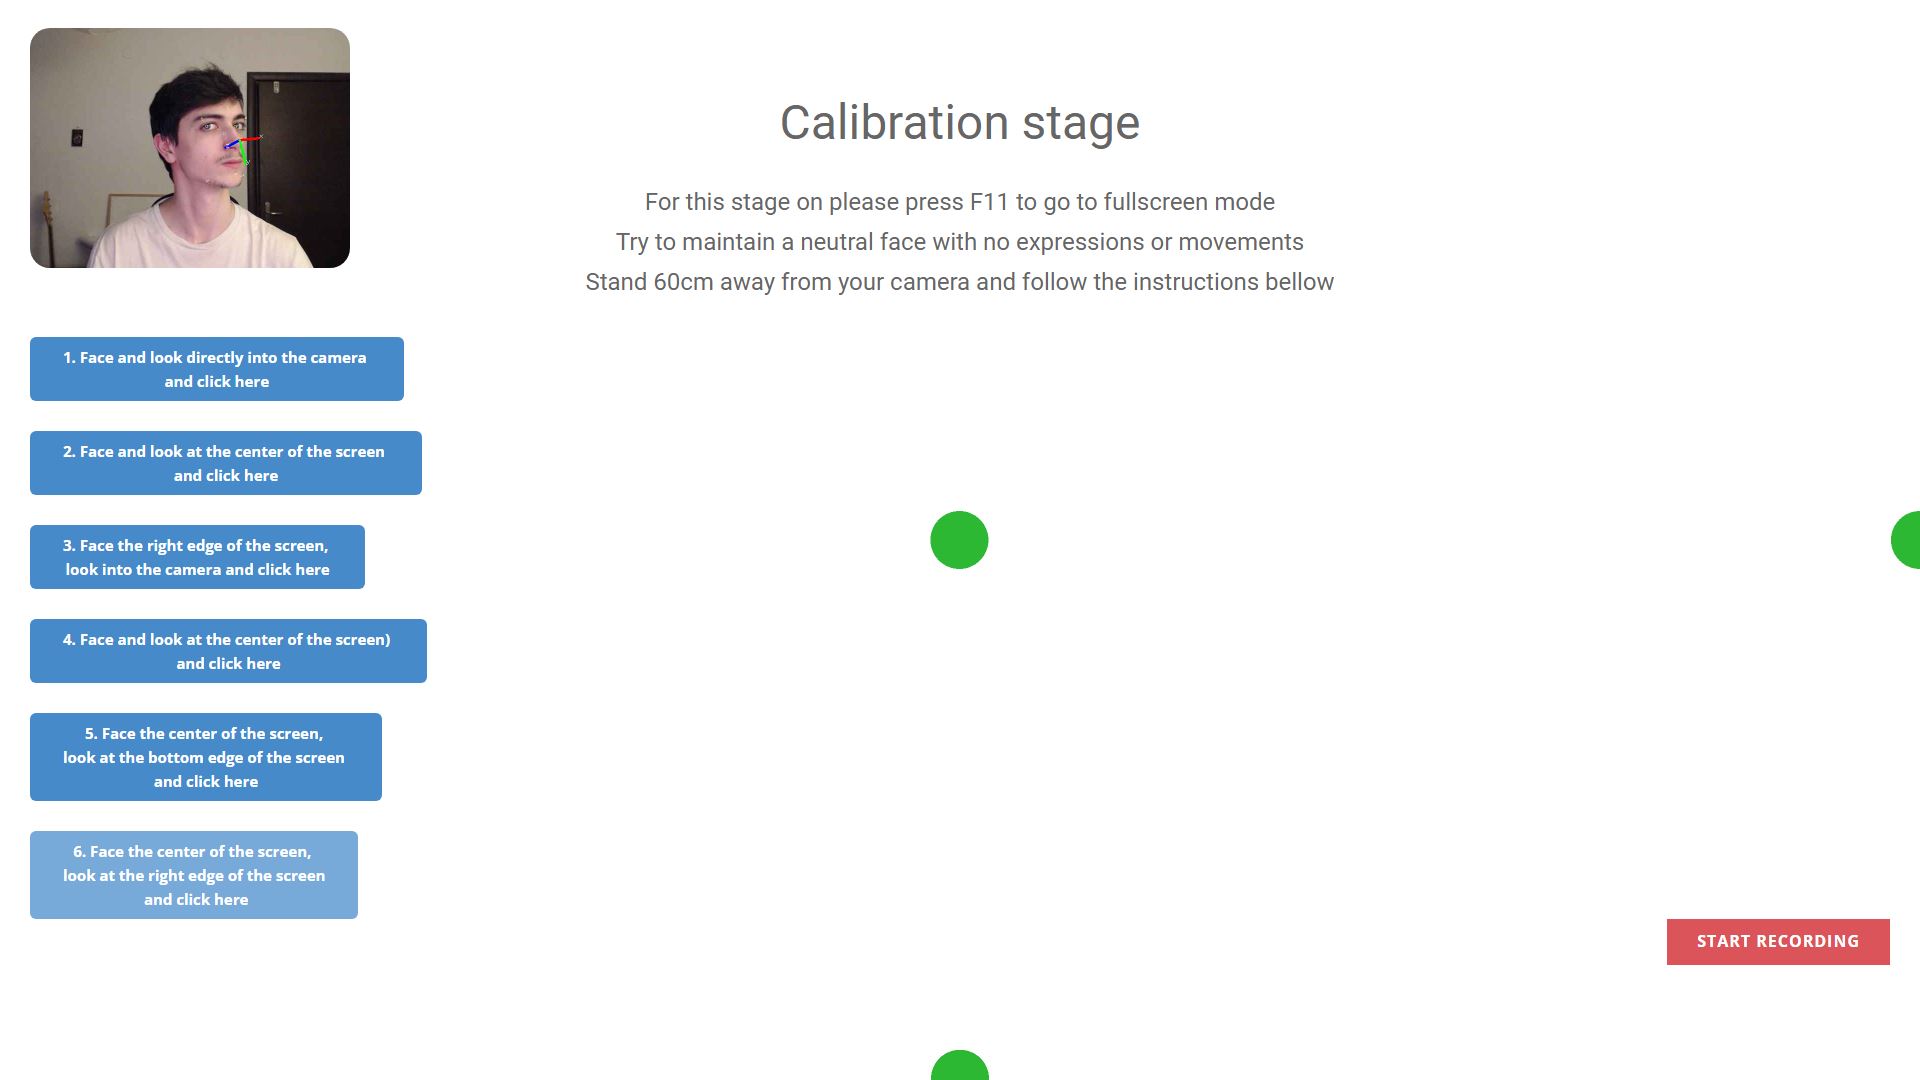 Calibration stage
For this stage on please press F11 to go to fullscreen mode
Try to maintain a neutral face with no expressions or movements
Stand 60cm away from your camera and follow the instructions bellow
1. Face and look directly into the camera
and click here
2. Face and look at the center of the screen
and click here
3. Face the right edge of the screen,
look into the camera and click here
4. Face and look at the center of the screen)
and click here
5. Face the center of the screen,
look at the bottom edge of the screen
and click here
6. Face the center of the screen,
look at the right edge of the screen
and click here
START RECORDING